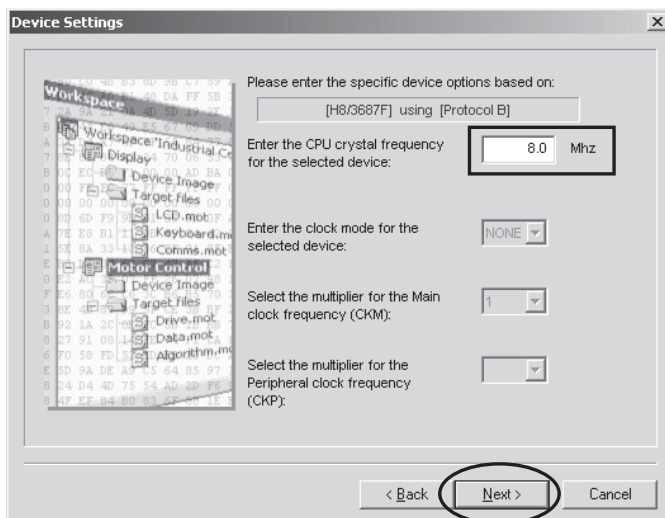 Device Settings
Please enter the specific device options based on:
[H8/3687F] using [Protocol B]
Enter the CPU crystal frequency
for the selected device:
8.0 Mhz
Enter the clock mode for the
selected device:
NONE
Select the multiplier for the Main
clock frequency (CKM):
1
Select the multiplier for the
Peripheral clock frequency
(CKP):
Workspace
Workspace 'Industrial
Display
Device Image
Target files
LCD.mot
Keyboard.m
Comms.mot
Motor Control
Device Image
Target files
Drive.mot
Data.mot
Algorithm.m
< Back
Next >
Cancel